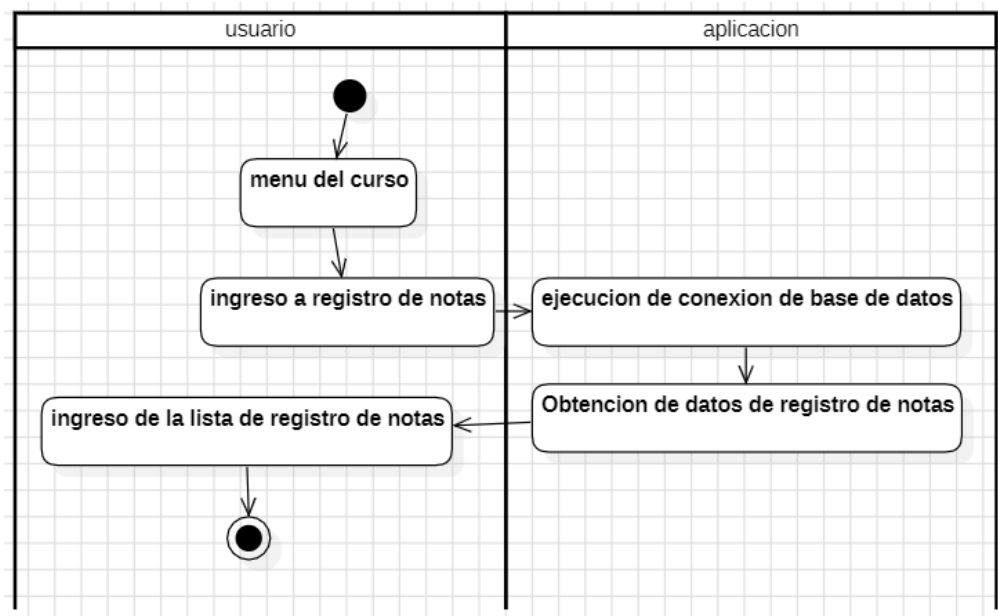 usuario
aplicacion
menu del curso
ingreso a registro de notas
ejecucion de conexion de base de datos
Obtencion de datos de registro de notas
ingreso de la lista de registro de notas